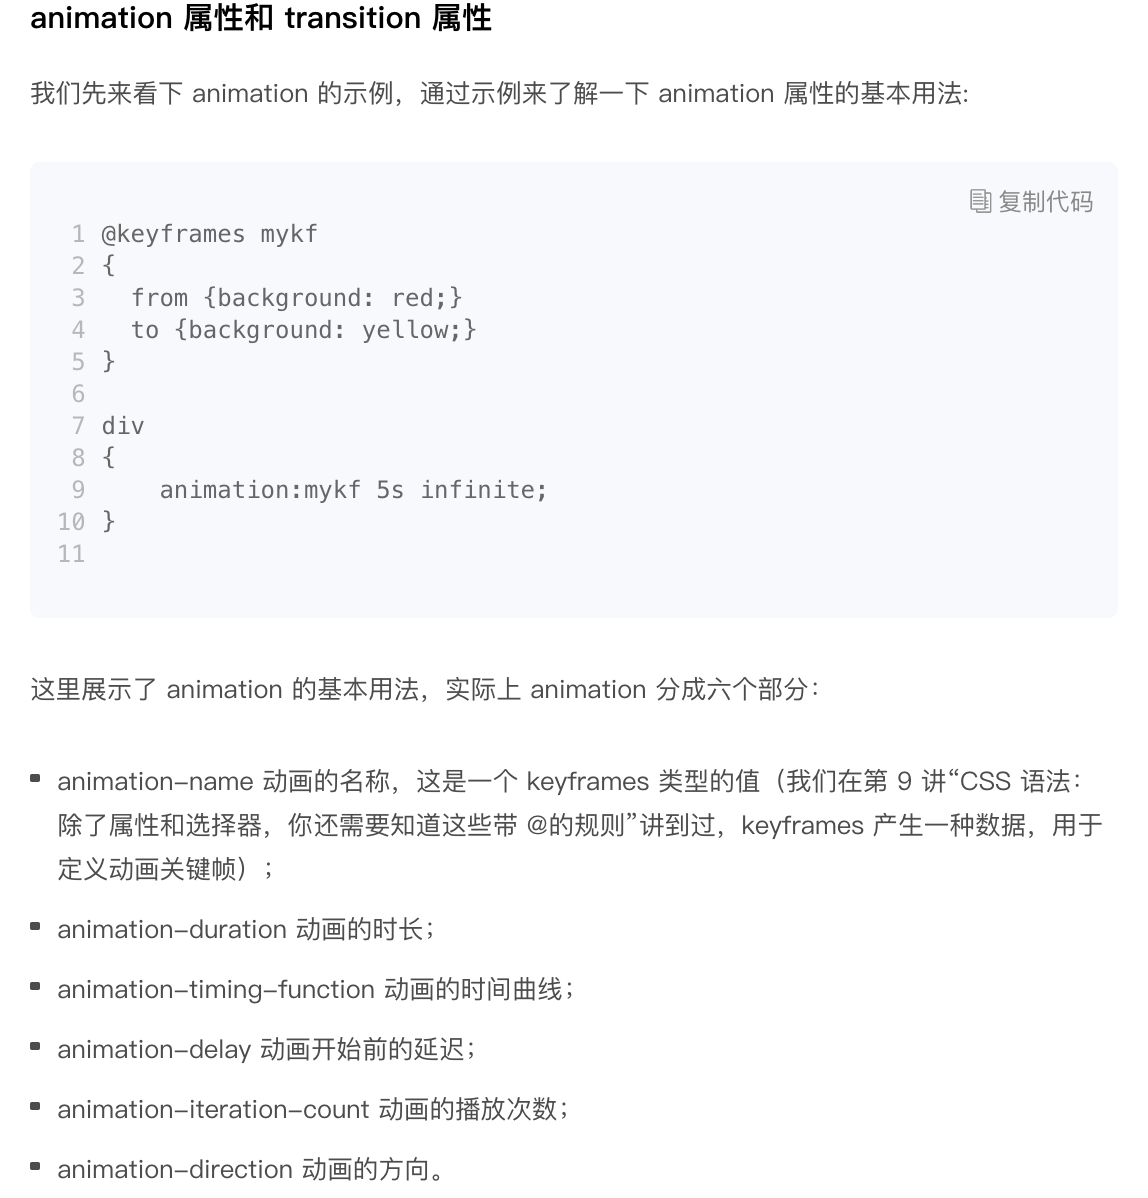 animation 属性和 transition 属性
我们先来看下 animation 的示例，通过示例来了解一下 animation 属性的基本用法:
复制代码
1 @keyframes mykf
2 {
3   from {background: red;}
4   to {background: yellow;}
5 }
6
7 div
8 {
9     animation:mykf 5s infinite;
10 }
11
这里展示了 animation 的基本用法，实际上 animation 分成六个部分：
animation-name 动画的名称，这是一个 keyframes 类型的值（我们在第 9 讲“CSS 语法：
除了属性和选择器，你还需要知道这些带 @的规则”讲到过，keyframes 产生一种数据，用于
定义动画关键帧）；
animation-duration 动画的时长；
animation-timing-function 动画的时间曲线；
animation-delay 动画开始前的延迟；
animation-iteration-count 动画的播放次数；
animation-direction 动画的方向。